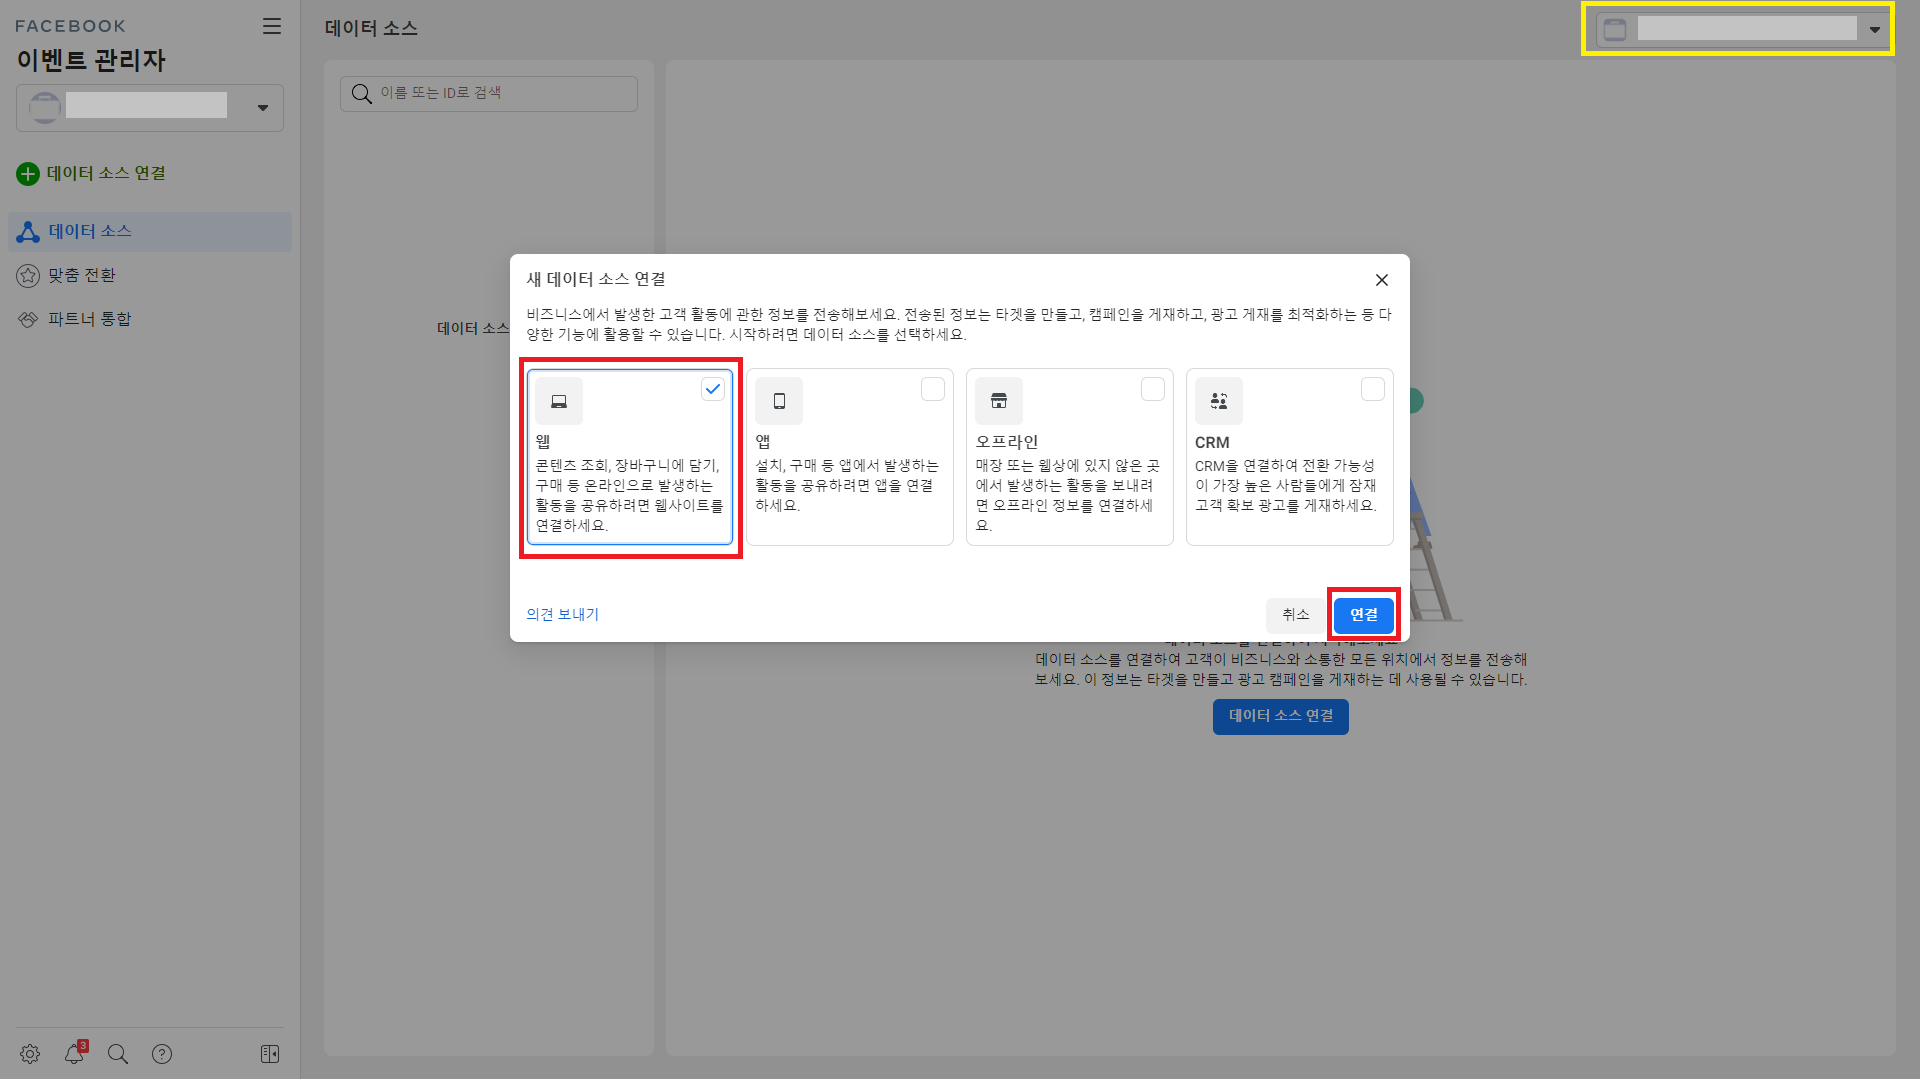 FACEBOOK
이벤트 관리자
데이터 소스 연결
데이터 소스
맞춤 전환
파트너 통합
3
데이터 소스
이름 또는 ID로 검색
데이터 소스
새 데이터 소스 연결
비즈니스에서 발생한 고객 활동에 관한 정보를 전송해보세요. 전송된 정보는 타겟을 만들고, 캠페인을 게재하고, 광고 게재를 최적화하는 등 다
양한 기능에 활용할 수 있습니다. 시작하려면 데이터 소스를 선택하세요.
웹
콘텐츠 조회, 장바구니에 담기,
구매 등 온라인으로 발생하는
활동을 공유하려면 웹사이트를
연결하세요.
앱
설치, 구매 등 앱에서 발생하는
활동을 공유하려면 앱을 연결
하세요.
오프라인
매장 또는 웹상에 있지 않은 곳
에서 발생하는 활동을 보내려
면 오프라인 정보를 연결하세
요.
CRM
CRM을 연결하여 전환 가능성
이 가장 높은 사람들에게 잠재
고객 확보 광고를 게재하세요.
의견 보내기
취소
연결
데이터 소스를 연결하여 고객이 비즈니스와 소통한 모든 위치에서 정보를 전송해
보세요. 이 정보는 타겟을 만들고 광고 캠페인을 게재하는 데 사용될 수 있습니다.
데이터 소스 연결